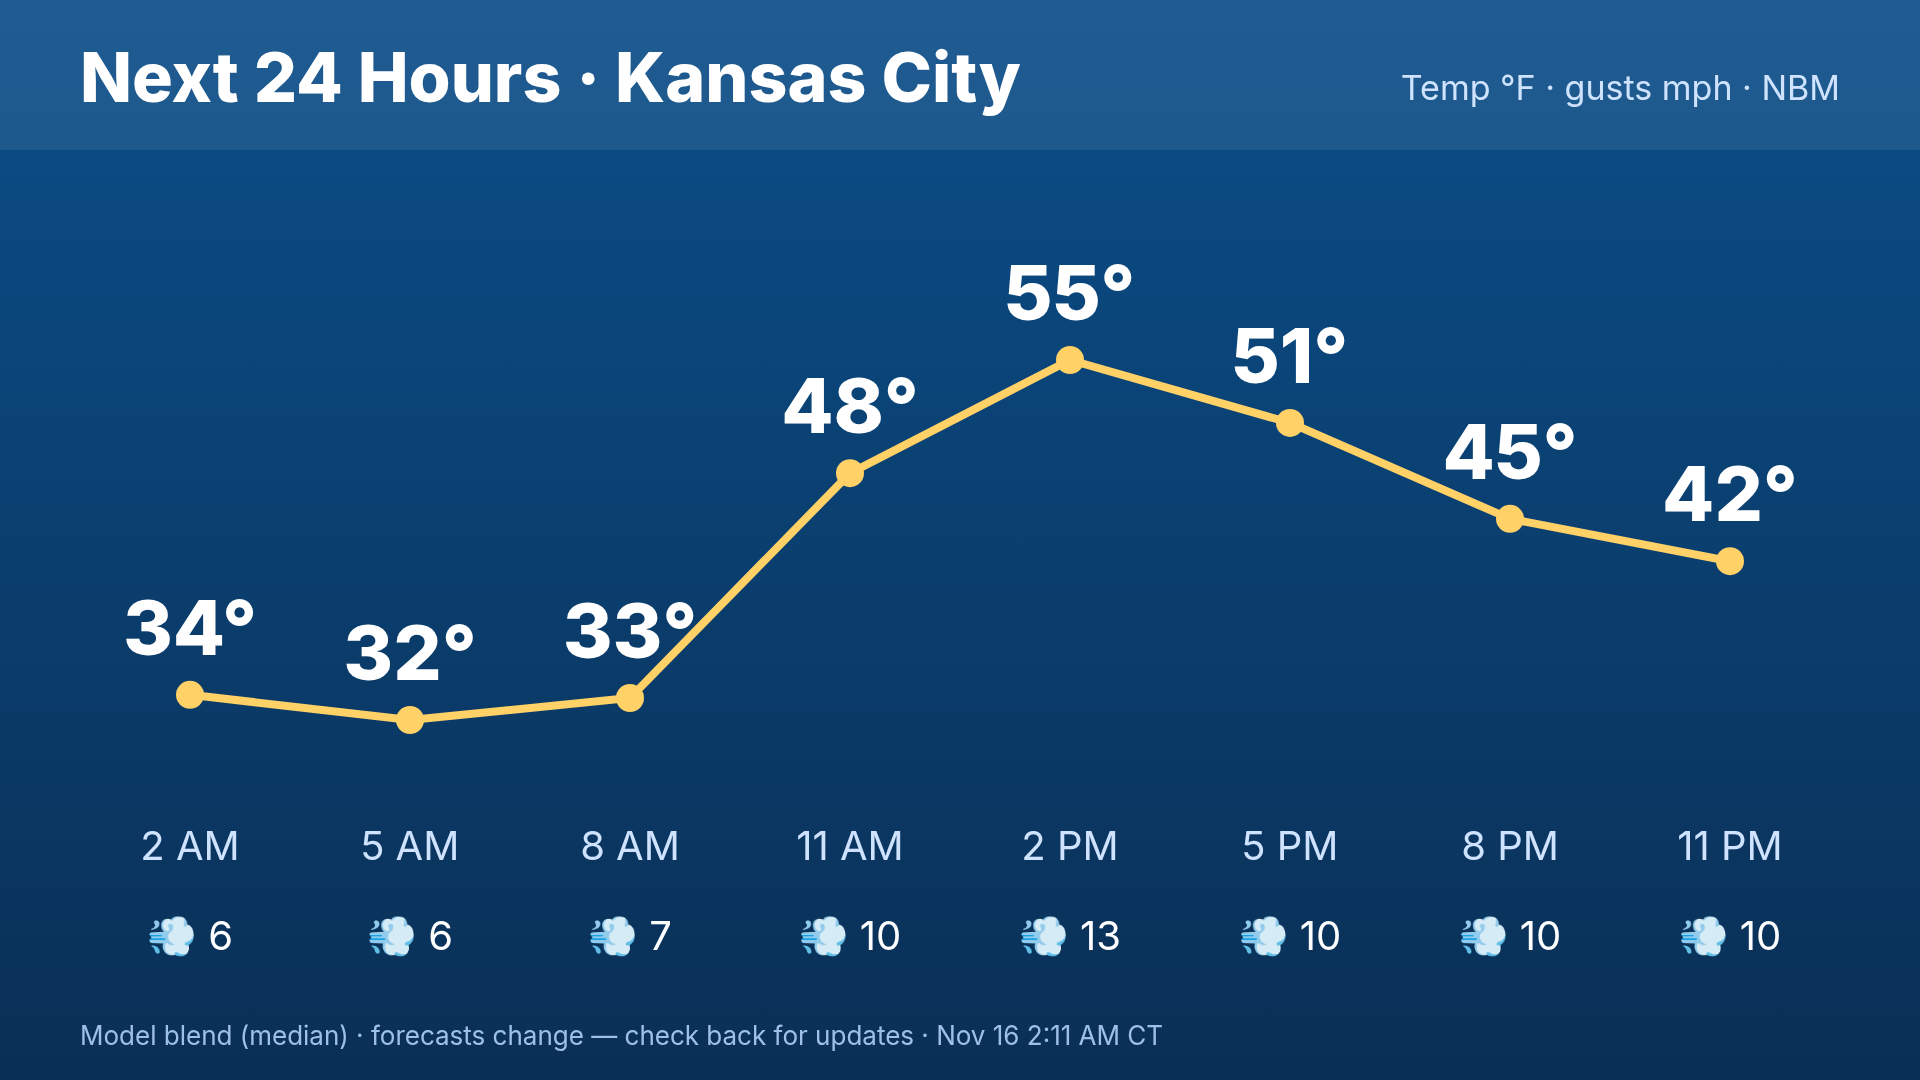 Next 24 Hours · Kansas City
Temp °F · gusts mph · NBM
55°
51°
48°
45°
42°
34°
32°
33°
2 AM 5 AM 8 AM 11 AM 2 PM 5 PM 8 PM 11 PM
💨 6 💨 6 💨 7 💨 10 💨 13 💨 10 💨 10 💨 10
Model blend (median) · forecasts change — check back for updates · Nov 16 2:11 AM CT